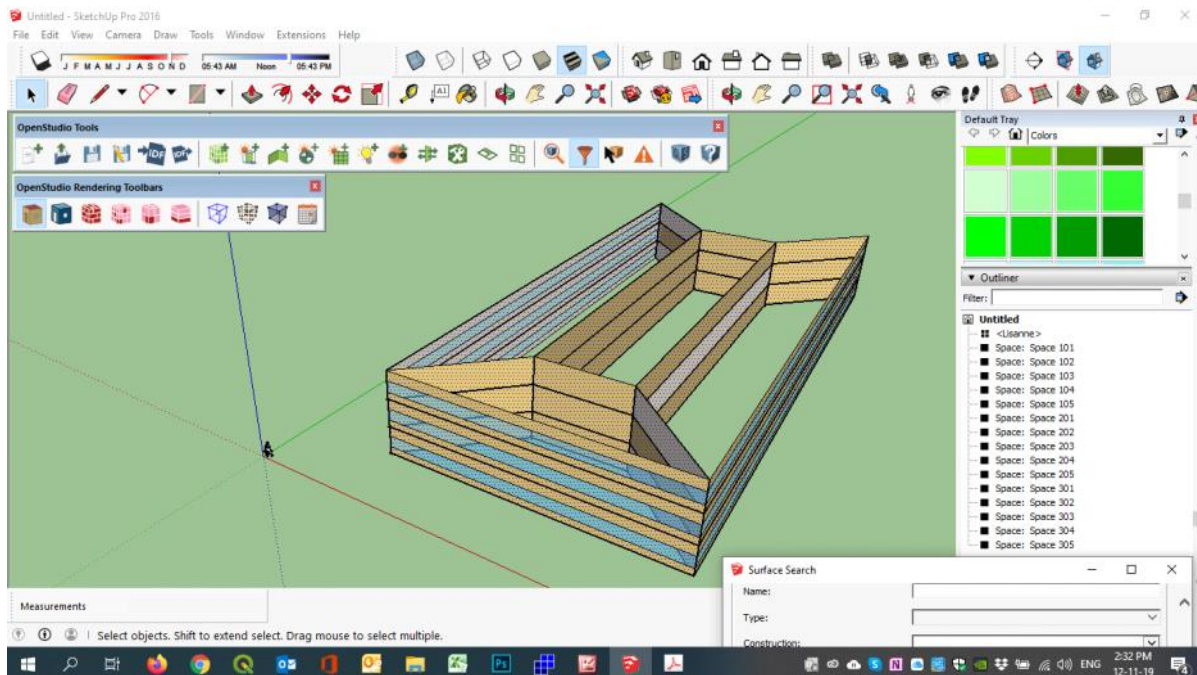 Untitled - SketchUp Pro 2016
File Edit View Camera Draw Tools Window Extensions Help
J F M A M J J A S O N D 05:43 AM Noon 05:43 PM
A1
OpenStudio Tools
IDF IDF
OpenStudio Rendering Toolbars
Default Tray
Colors
Outliner
Filter:
Untitled
<Lisanne>
Space: Space 101
Space: Space 102
Space: Space 103
Space: Space 104
Space: Space 105
Space: Space 201
Space: Space 202
Space: Space 203
Space: Space 204
Space: Space 205
Space: Space 301
Space: Space 302
Space: Space 303
Space: Space 304
Space: Space 305
Surface Search
Name:
Type:
Construction:
Measurements
Select objects. Shift to extend select. Drag mouse to select multiple.
Ps
ENG
2:32 PM
12-11-19